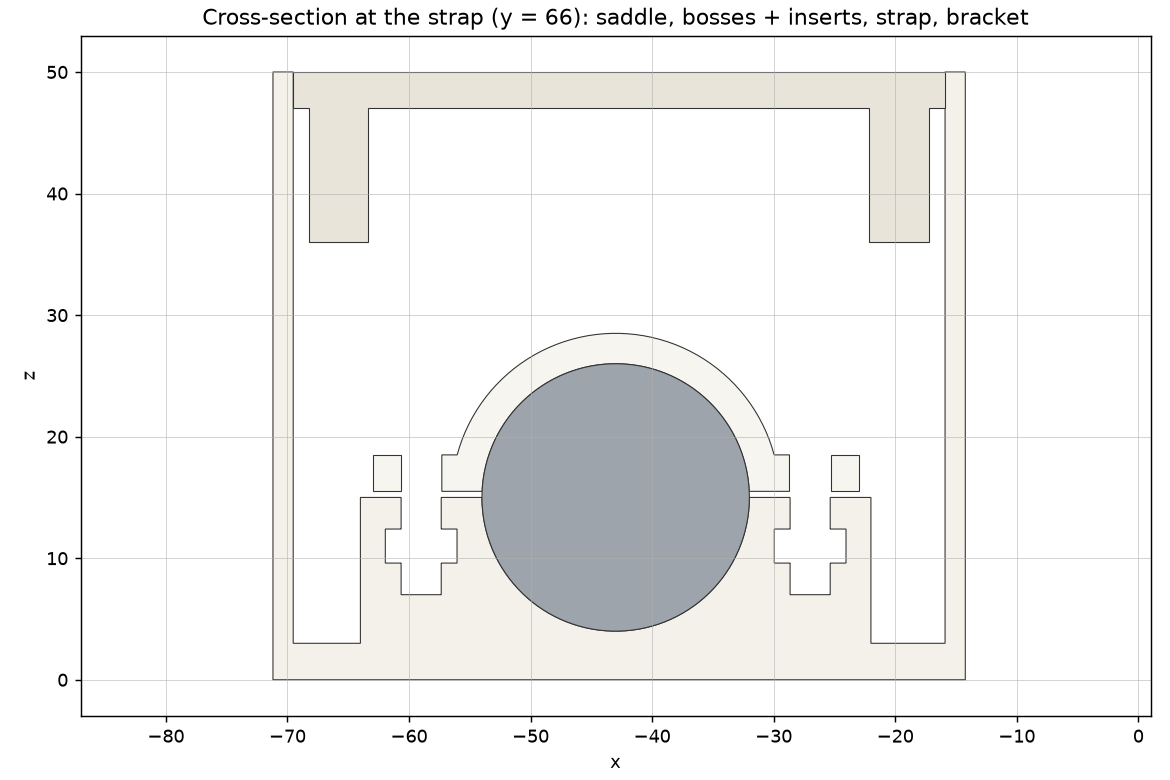 Cross-section at the strap (y = 66): saddle, bosses + inserts, strap, bracket
50
40
30
20
10
0
z
−80 −70 −60 −50 −40 −30 −20 −10 0
x